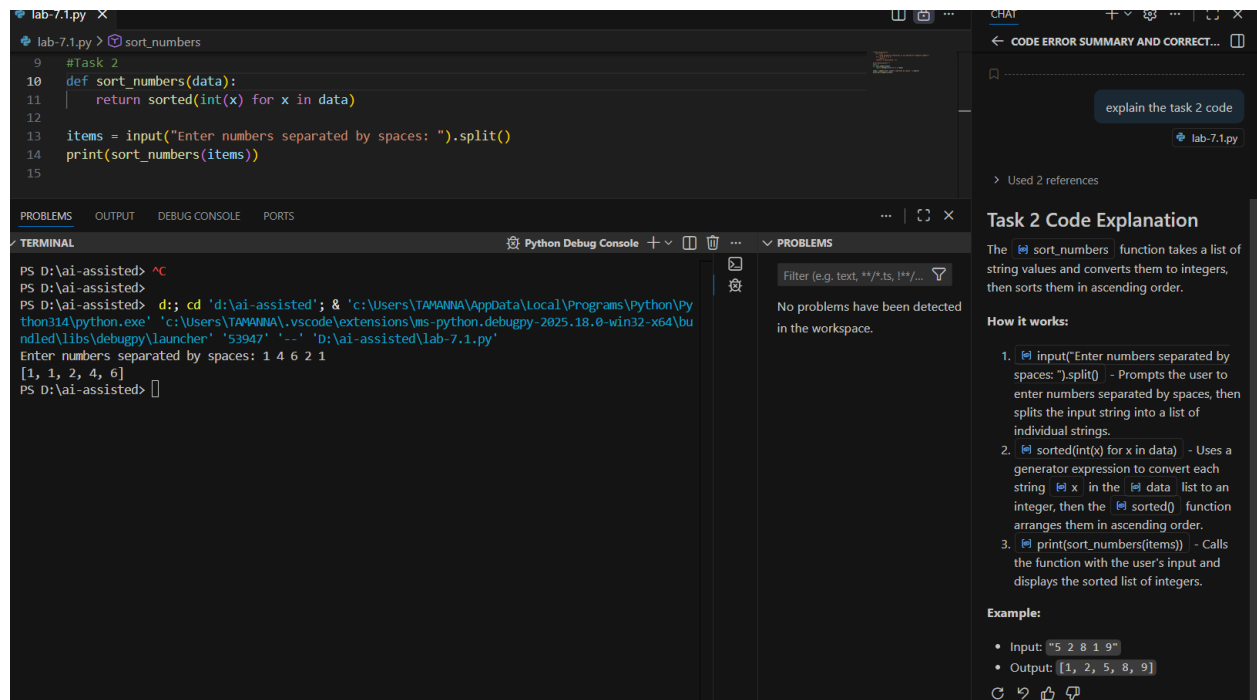 lab-7.1.py
lab-7.1.py > sort_numbers
9 #Task 2
10 def sort_numbers(data):
11 return sorted(int(x) for x in data)
12
13 items = input("Enter numbers separated by spaces: ").split()
14 print(sort_numbers(items))
15
PROBLEMS OUTPUT DEBUG CONSOLE PORTS
TERMINAL
Python Debug Console
PS D:\ai-assisted> ^C
PS D:\ai-assisted>
PS D:\ai-assisted> d:; cd 'd:\ai-assisted'; & 'c:\Users\TAMANNA\AppData\Local\Programs\Python\Py
thon314\python.exe' 'c:\Users\TAMANNA\.vscode\extensions\ms-python.debugpy-2025.18.0-win32-x64\bu
ndled\libs\debugpy\launcher' '53947' '--' 'D:\ai-assisted\lab-7.1.py'
Enter numbers separated by spaces: 1 4 6 2 1
[1, 1, 2, 4, 6]
PS D:\ai-assisted>
PROBLEMS
Filter (e.g. text, **/*.ts, !**/...
No problems have been detected
in the workspace.
CHAT
CODE ERROR SUMMARY AND CORRECT...
explain the task 2 code
lab-7.1.py
> Used 2 references
Task 2 Code Explanation
The sort_numbers function takes a list of
string values and converts them to integers,
then sorts them in ascending order.
How it works:
1. input("Enter numbers separated by
spaces: ").split() - Prompts the user to
enter numbers separated by spaces, then
splits the input string into a list of
individual strings.
2. sorted(int(x) for x in data) - Uses a
generator expression to convert each
string x in the data list to an
integer, then the sorted() function
arranges them in ascending order.
3. print(sort_numbers(items)) - Calls
the function with the user's input and
displays the sorted list of integers.
Example:
• Input: "5 2 8 1 9"
• Output: [1, 2, 5, 8, 9]